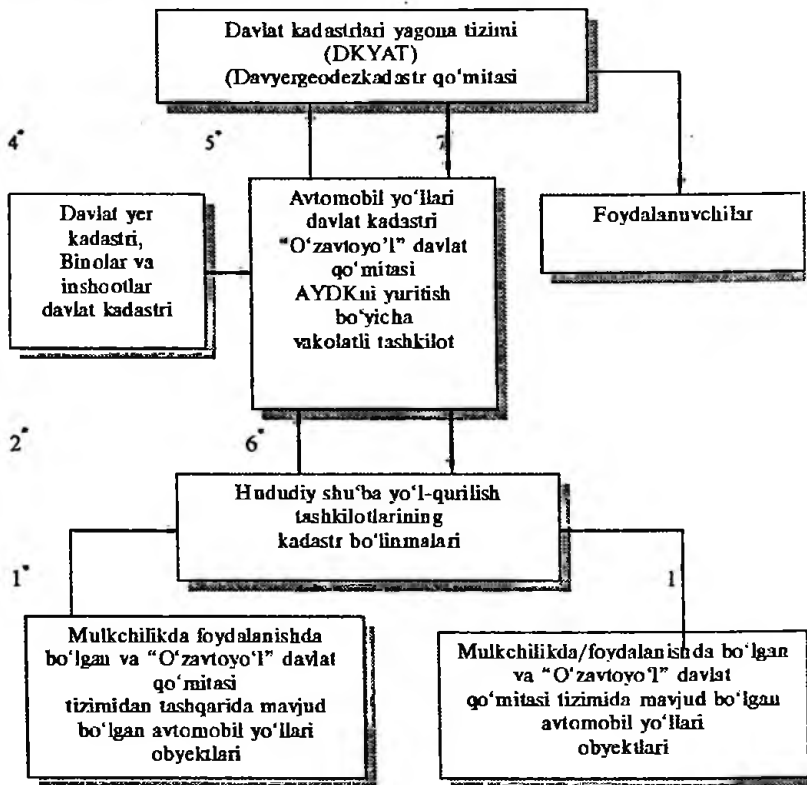 Davlat kadastrlari yagona tizimi
(DKYAT)
(Davyergeodezkadastr qo‘mitasi
4*
5*
7
Davlat yer
kadastri,
Binolar va
inshootlar
davlat kadastri
Avtomobil yo‘llari
davlat kadastri
“O‘zavtoyo’l” davlat
qo‘mitasi
AYDKni yuritish
bo‘yicha
vakolatli tashkilot
Foydalanuvchilar
2*
6*
Hududiy shu‘ba yo‘l-qurilish
tashkilotlarining
kadastr bo‘linmalari
1*
1
Mulkchilikda foydalanishda
bo‘lgan va “O‘zavtoyo‘l” davlat
qo‘mitasi
tizimidan tashqarida mavjud
bo‘lgan avtomobil yo‘llari
obyektlari
Mulkchilikda/foydalanishda bo‘lgan
va “O‘zavtoyo‘l” davlat
qo‘mitasi tizimida mavjud bo‘lgan
avtomobil yo‘llari
obyektlari